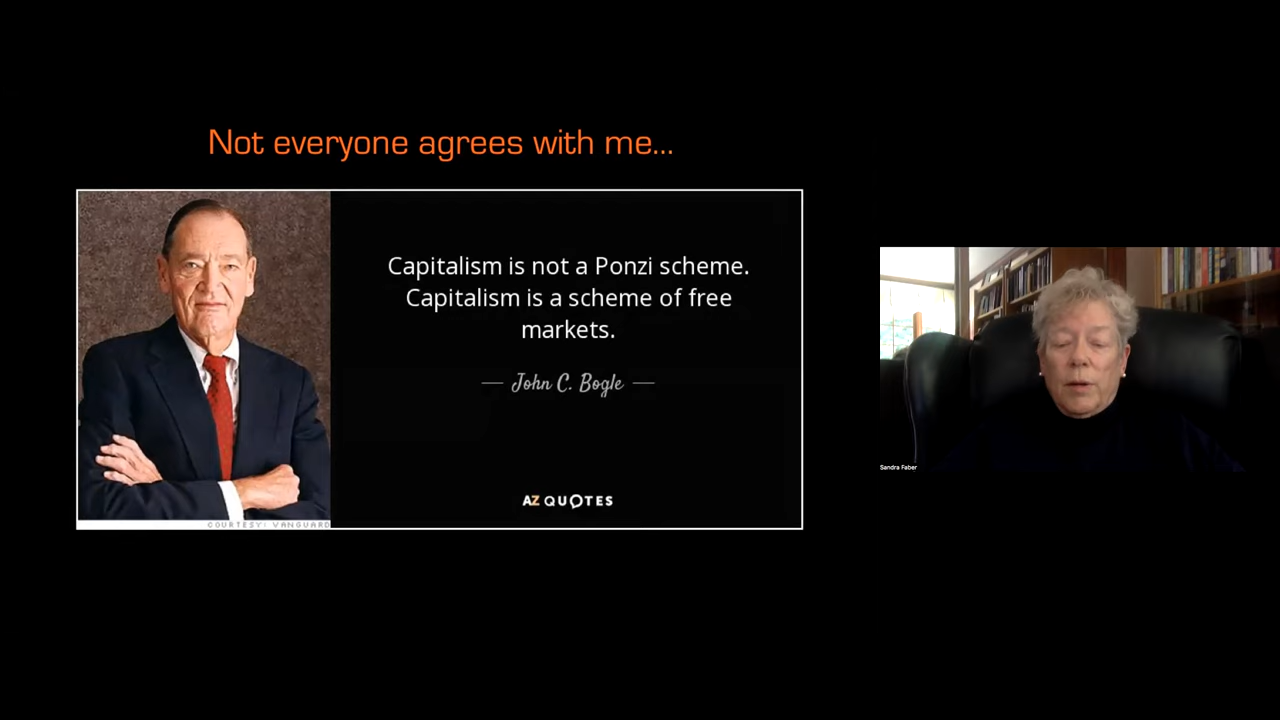 Not everyone agrees with me...
Capitalism is not a Ponzi scheme.
Capitalism is a scheme of free
markets.
John C. Bogle
AZ QUOTES
COURTESY: VANGUARD
Sandra Faber